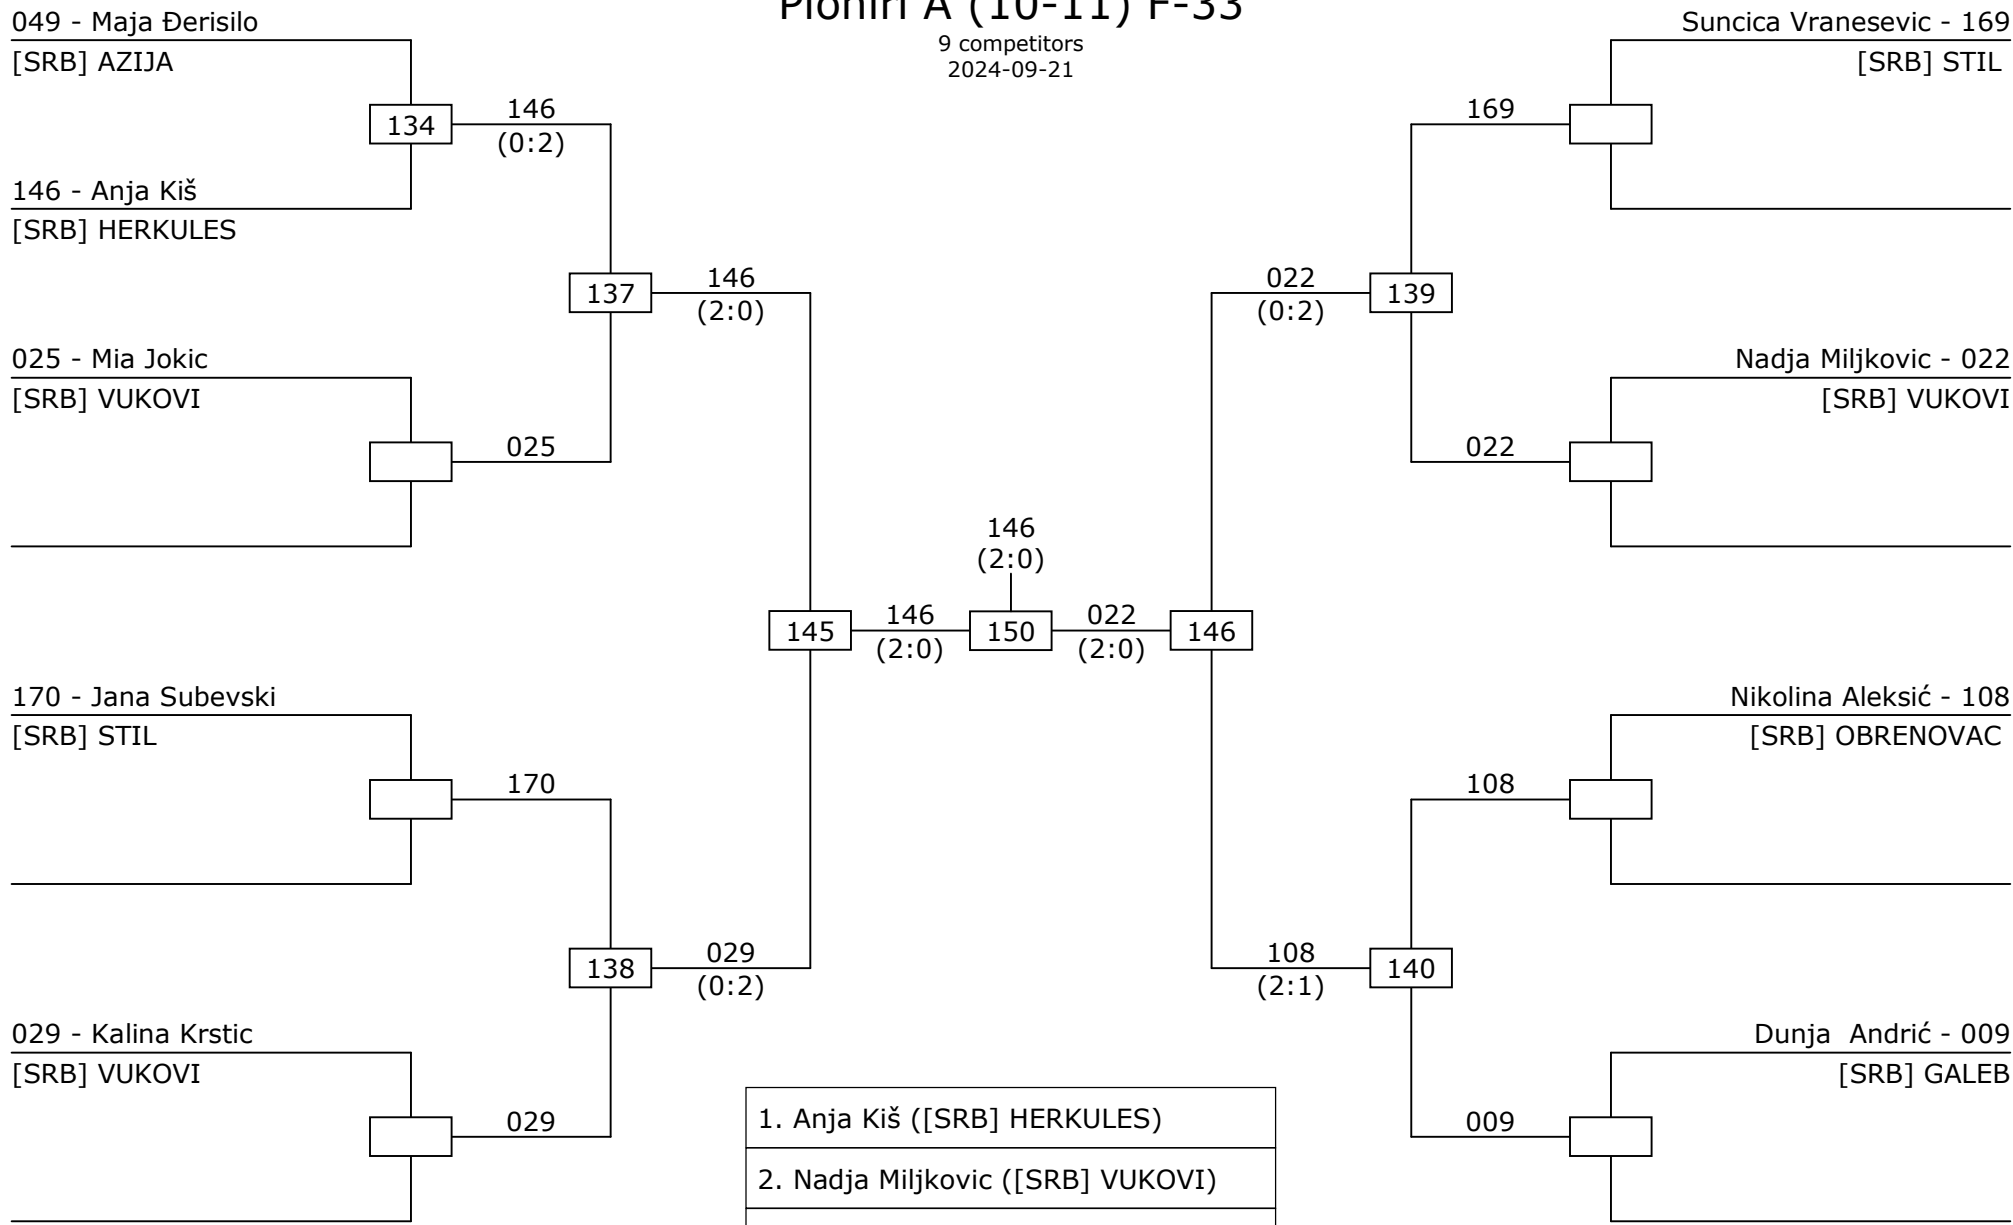 Pioniri A (10-11) F-33
9 competitors
2024-09-21
049 - Maja Đerisilo
[SRB] AZIJA
134
146
(0:2)
146 - Anja Kiš
[SRB] HERKULES
137
146
(2:0)
025 - Mia Jokic
[SRB] VUKOVI
025
170 - Jana Subevski
[SRB] STIL
170
138
029
(0:2)
029 - Kalina Krstic
[SRB] VUKOVI
029
145
146
(2:0)
146
(2:0)
150
022
(2:0)
146
Suncica Vranesevic - 169
[SRB] STIL
169
022
(0:2)
139
Nadja Miljkovic - 022
[SRB] VUKOVI
022
Nikolina Aleksić - 108
[SRB] OBRENOVAC
108
108
(2:1)
140
Dunja  Andrić - 009
[SRB] GALEB
009
1. Anja Kiš ([SRB] HERKULES)
2. Nadja Miljkovic ([SRB] VUKOVI)